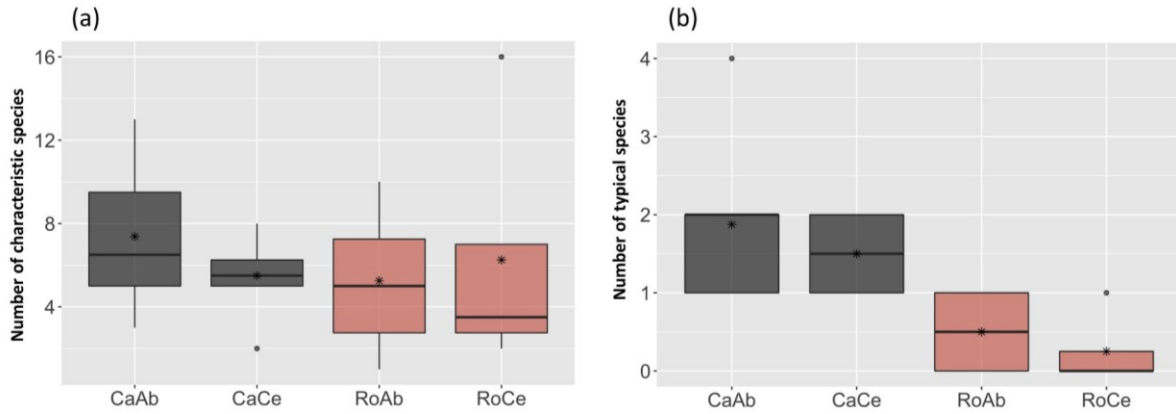 (a)
Number of characteristic species
16
12
8
4
CaAb CaCe RoAb RoCe
(b)
Number of typical species
4
3
2
1
0
CaAb CaCe RoAb RoCe